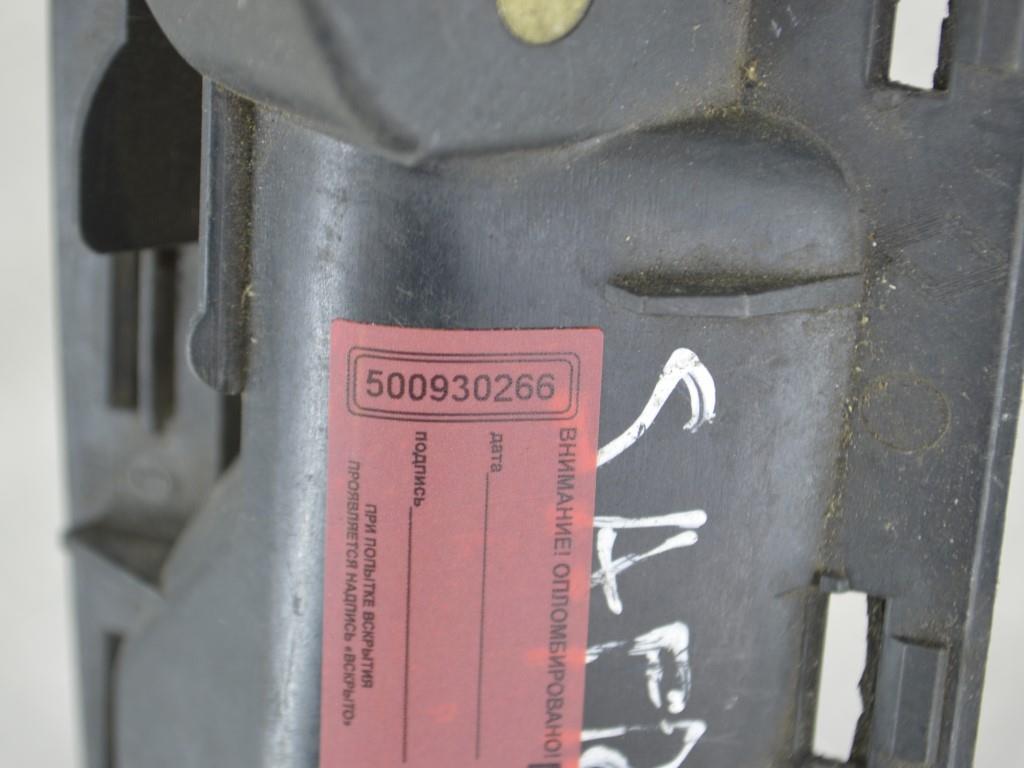 500930266
ВНИМАНИЕ! ОПЛОМБИРОВАНО!
дата
подпись
ПРИ ПОПЫТКЕ ВСКРЫТИЯ
ПРОЯВЛЯЕТСЯ НАДПИСЬ «ВСКРЫТО»